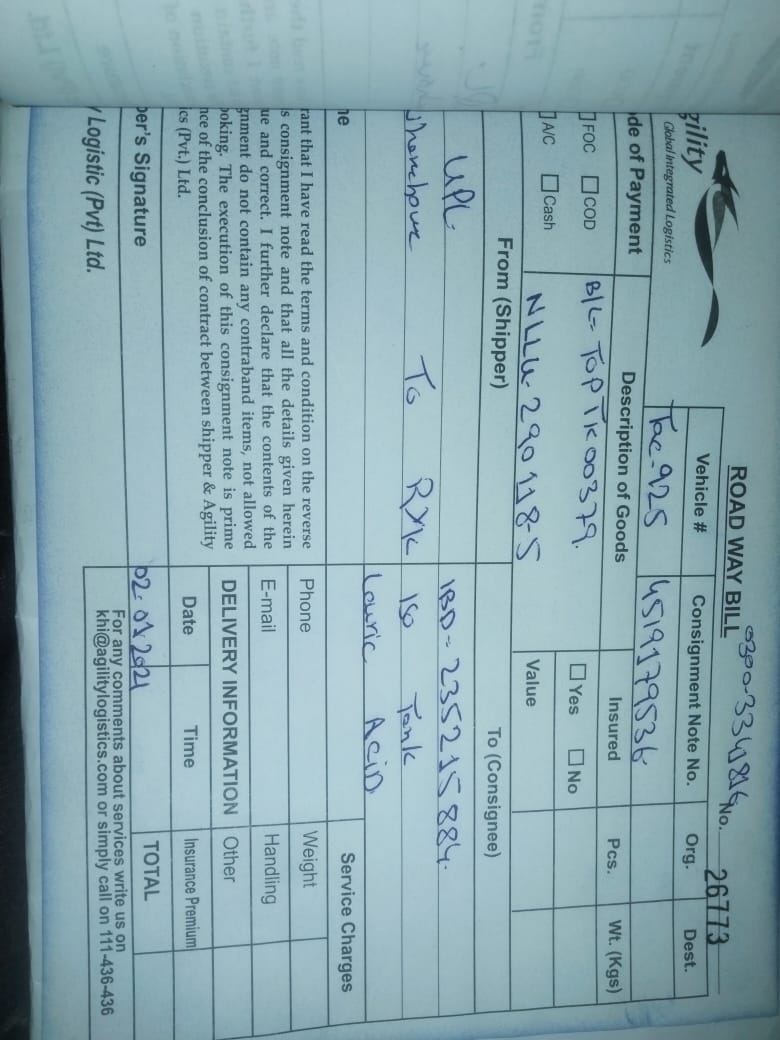 ROAD WAY BILL 0300-3341816 No. 26773
gility
Global Integrated Logistics
Vehicle # Consignment Note No. Org. Dest.
Tac-925 4519179536
de of Payment Description of Goods Insured Pcs. Wt. (Kgs)
FOC COD B/L- TOPTK00379. Yes No
A/C Cash NLLU-290118-5 Value
From (Shipper) To (Consignee)
UPL IBD-235215884.
To RYK ISO Tank
Lauric ACiD
ne Service Charges
rant that I have read the terms and condition on the reverse
s consignment note and that all the details given herein
ue and correct. I further declare that the contents of the
gnment do not contain any contraband items, not allowed
ooking. The execution of this consignment note is prime
nce of the conclusion of contract between shipper & Agility
ics (Pvt.) Ltd.
Phone Weight
E-mail Handling
DELIVERY INFORMATION Other
Date Time Insurance Premium
per's Signature 02-01-2021 TOTAL
y Logistic (Pvt) Ltd.
For any comments about services write us on
khi@agilitylogistics.com or simply call on 111-436-436